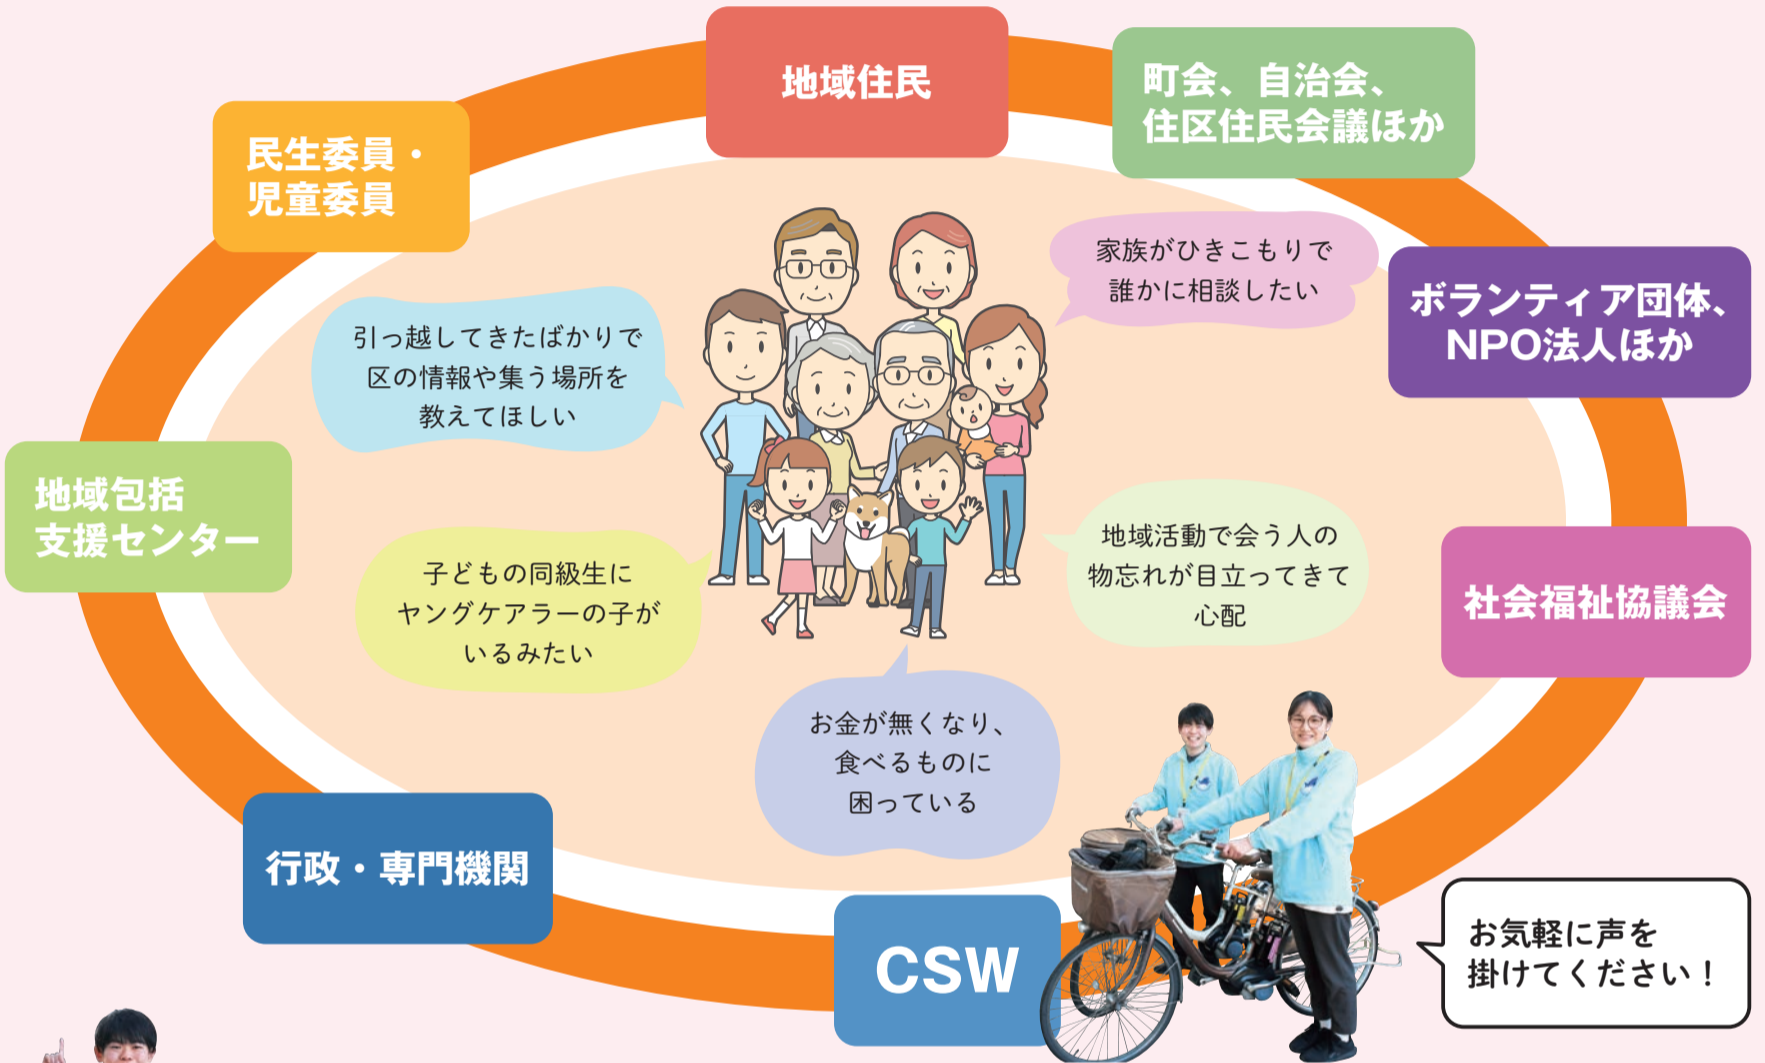 地域住民
町会、自治会、
住区住民会議ほか
民生委員・
児童委員
家族がひきこもりで
誰かに相談したい
ボランティア団体、
NPO法人ほか
引っ越してきたばかりで
区の情報や集う場所を
教えてほしい
地域包括
支援センター
地域活動で会う人の
物忘れが目立ってきて
心配
子どもの同級生に
ヤングケアラーの子が
いるみたい
社会福祉協議会
お金が無くなり、
食べるものに
困っている
行政・専門機関
CSW
お気軽に声を
掛けてください！